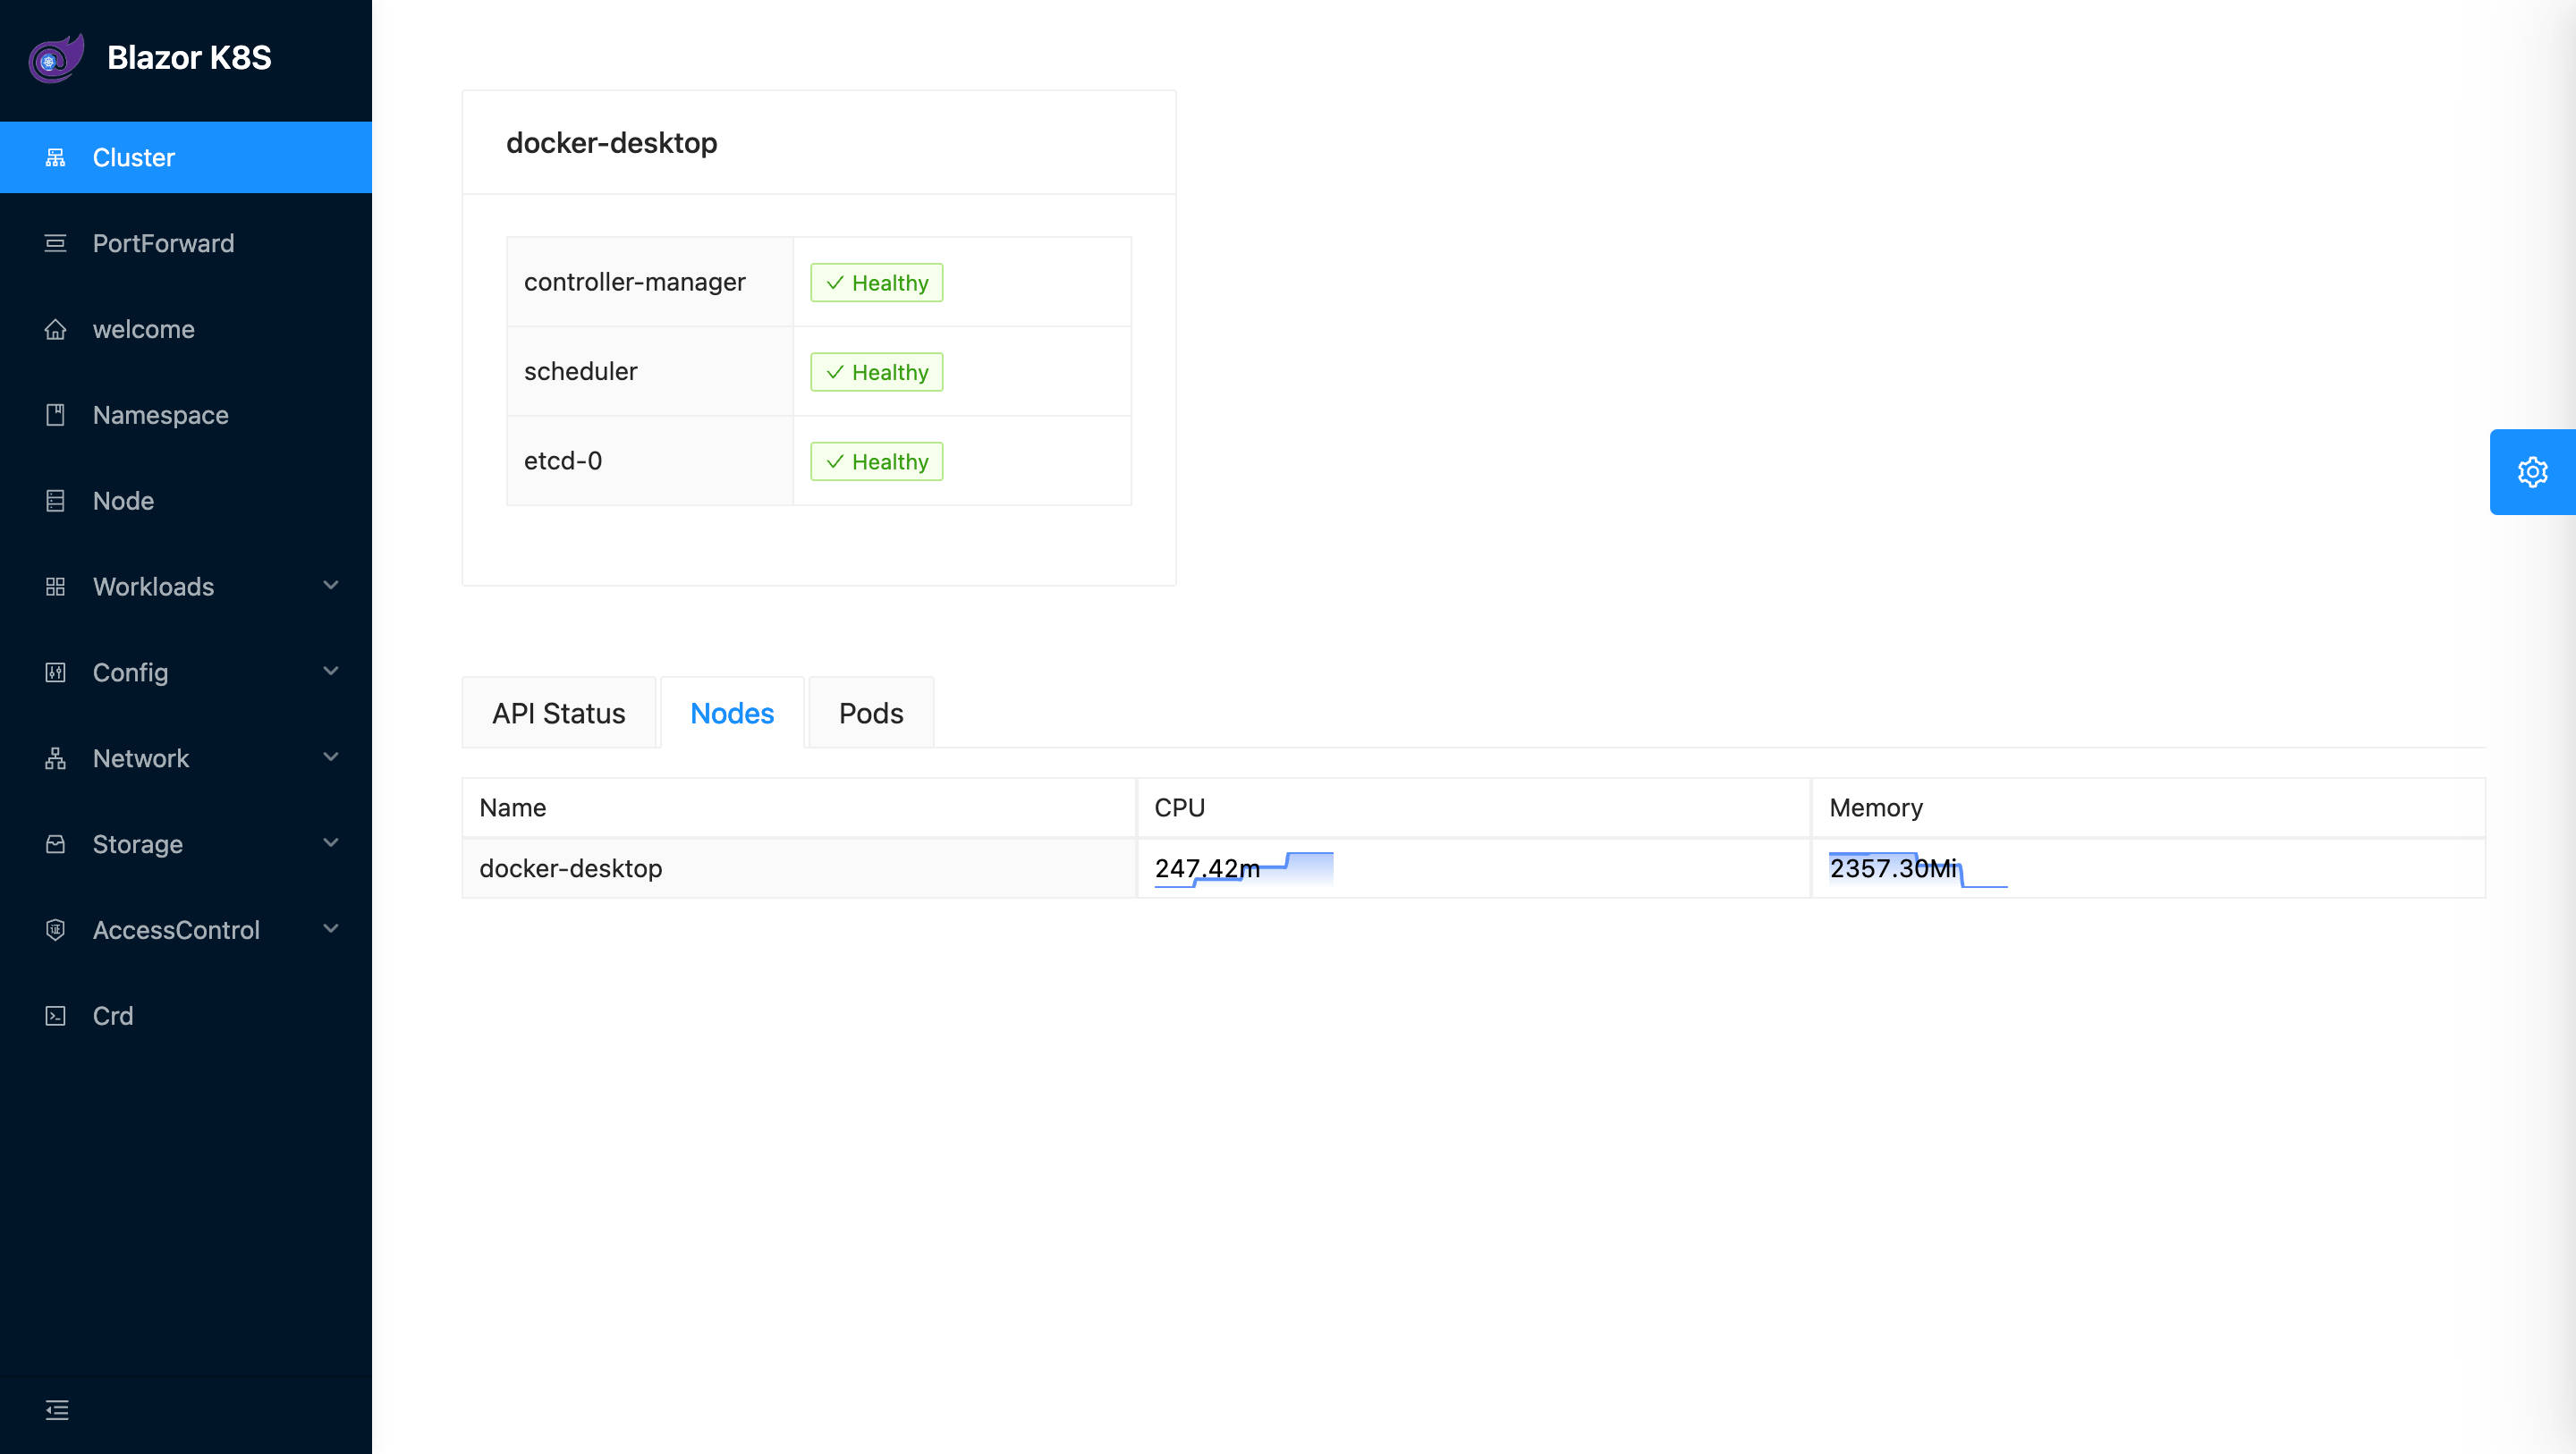 Blazor K8S
Cluster
PortForward
welcome
Namespace
Node
Workloads
Config
Network
Storage
AccessControl
Crd
docker-desktop
controller-manager Healthy
scheduler Healthy
etcd-0 Healthy
API Status Nodes Pods
Name CPU Memory
docker-desktop 247.42m 2357.30Mi